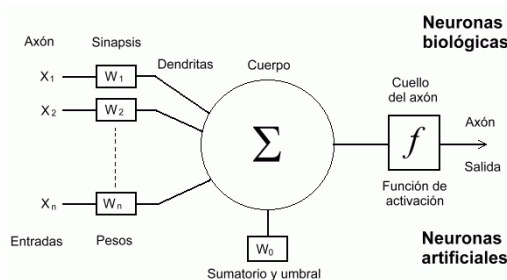 Neuronas
biológicas
Axón
Sinapsis
Dendritas
Cuerpo
Cuello
del axón
X1
W1
X2
W2
Σ
f
Axón
Salida
Xn
Wn
Función de
activación
Entradas
Pesos
W0
Sumatorio y umbral
Neuronas
artificiales